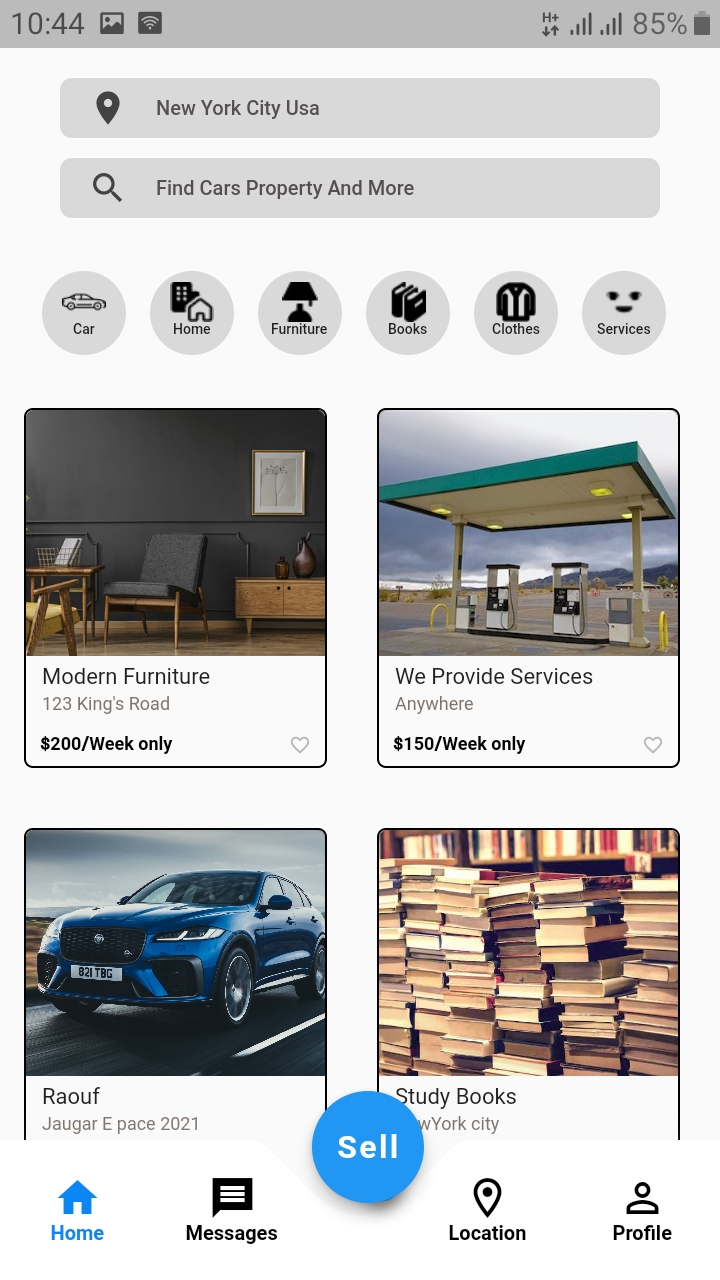 10:44 H+ 85%
New York City Usa
Find Cars Property And More
Car Home Furniture Books Clothes Services
Modern Furniture We Provide Services
123 King's Road Anywhere
$200/Week only $150/Week only
821 TBG
Raouf Study Books
Jaugar E pace 2021 wYork city
Sell
Home Messages Location Profile